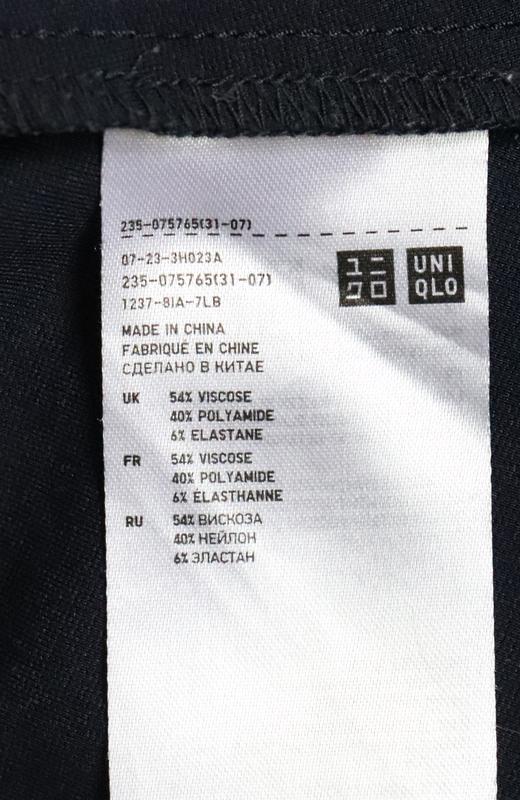 235-075765(31-07)
07-23-3H023A
235-075765(31-07)
1237-8IA-7LB
ユニ
クロ
UNI
QLO
MADE IN CHINA
FABRIQUÉ EN CHINE
СДЕЛАНО В КИТАЕ
UK 54% VISCOSE
40% POLYAMIDE
6% ELASTANE
FR 54% VISCOSE
40% POLYAMIDE
6% ÉLASTHANNE
RU 54% ВИСКОЗА
40% НЕЙЛОН
6% ЭЛАСТАН